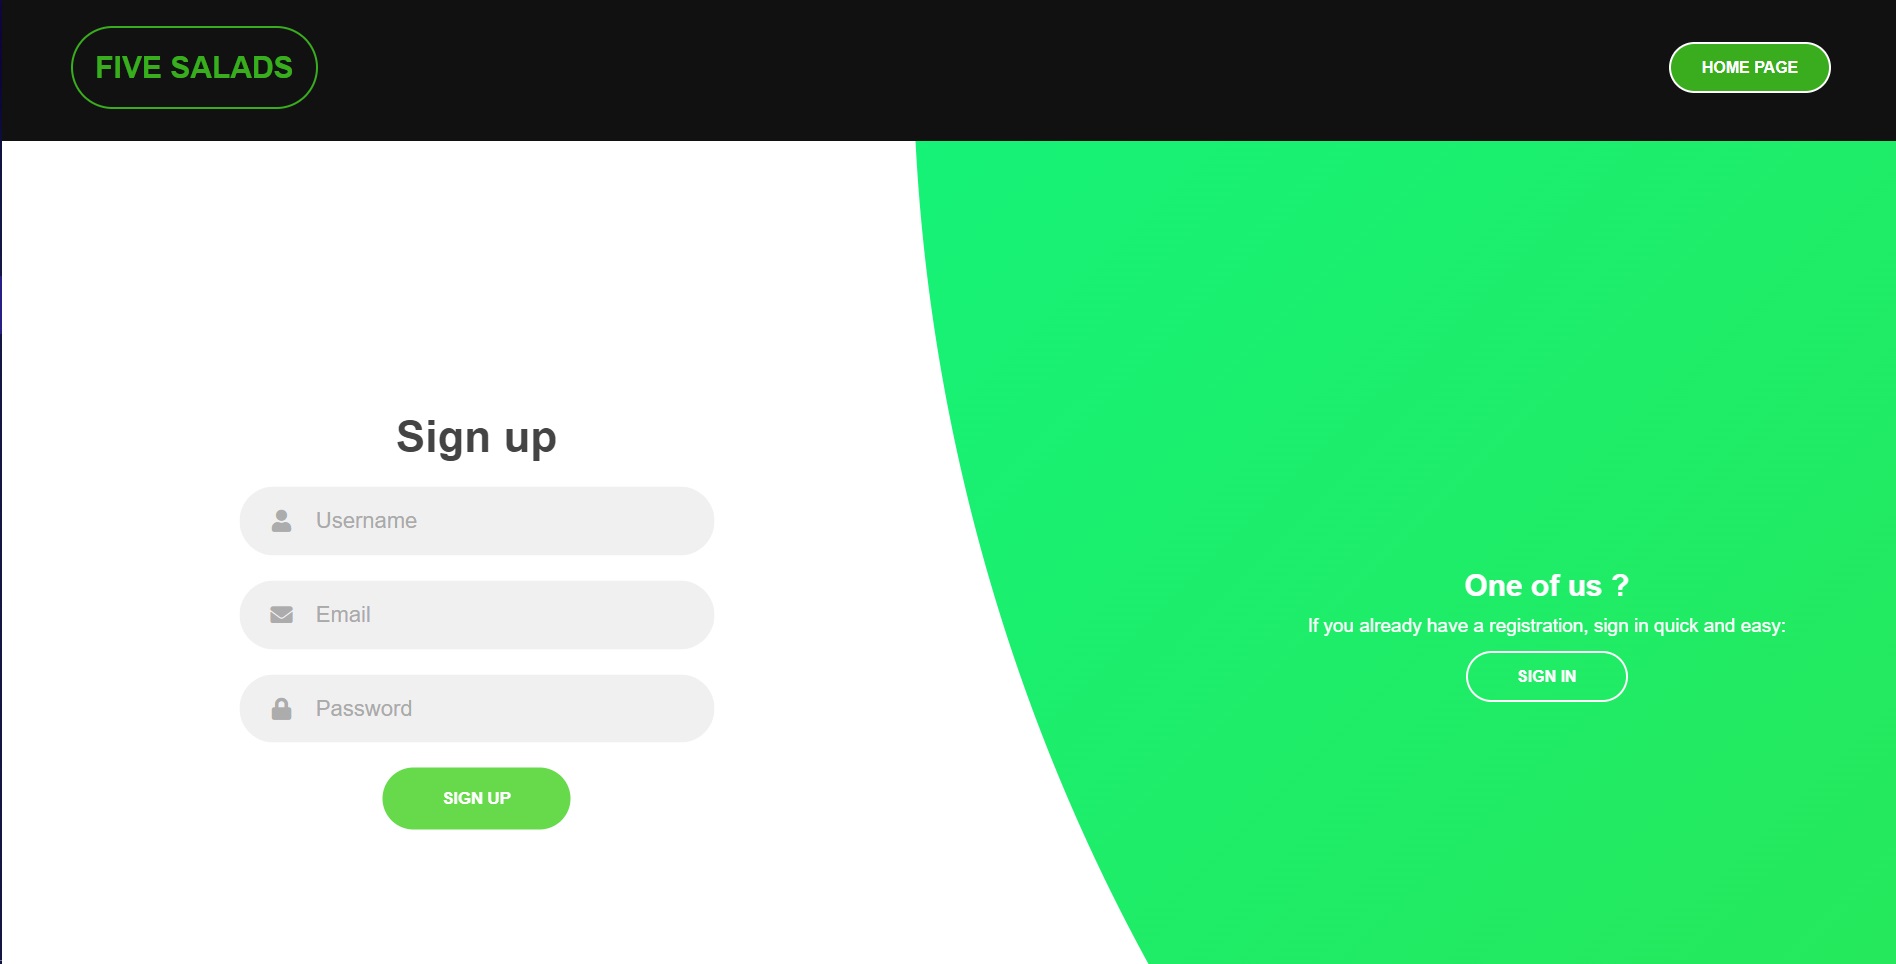 FIVE SALADS
HOME PAGE
Sign up
Username
Email
Password
SIGN UP
One of us ?
If you already have a registration, sign in quick and easy:
SIGN IN